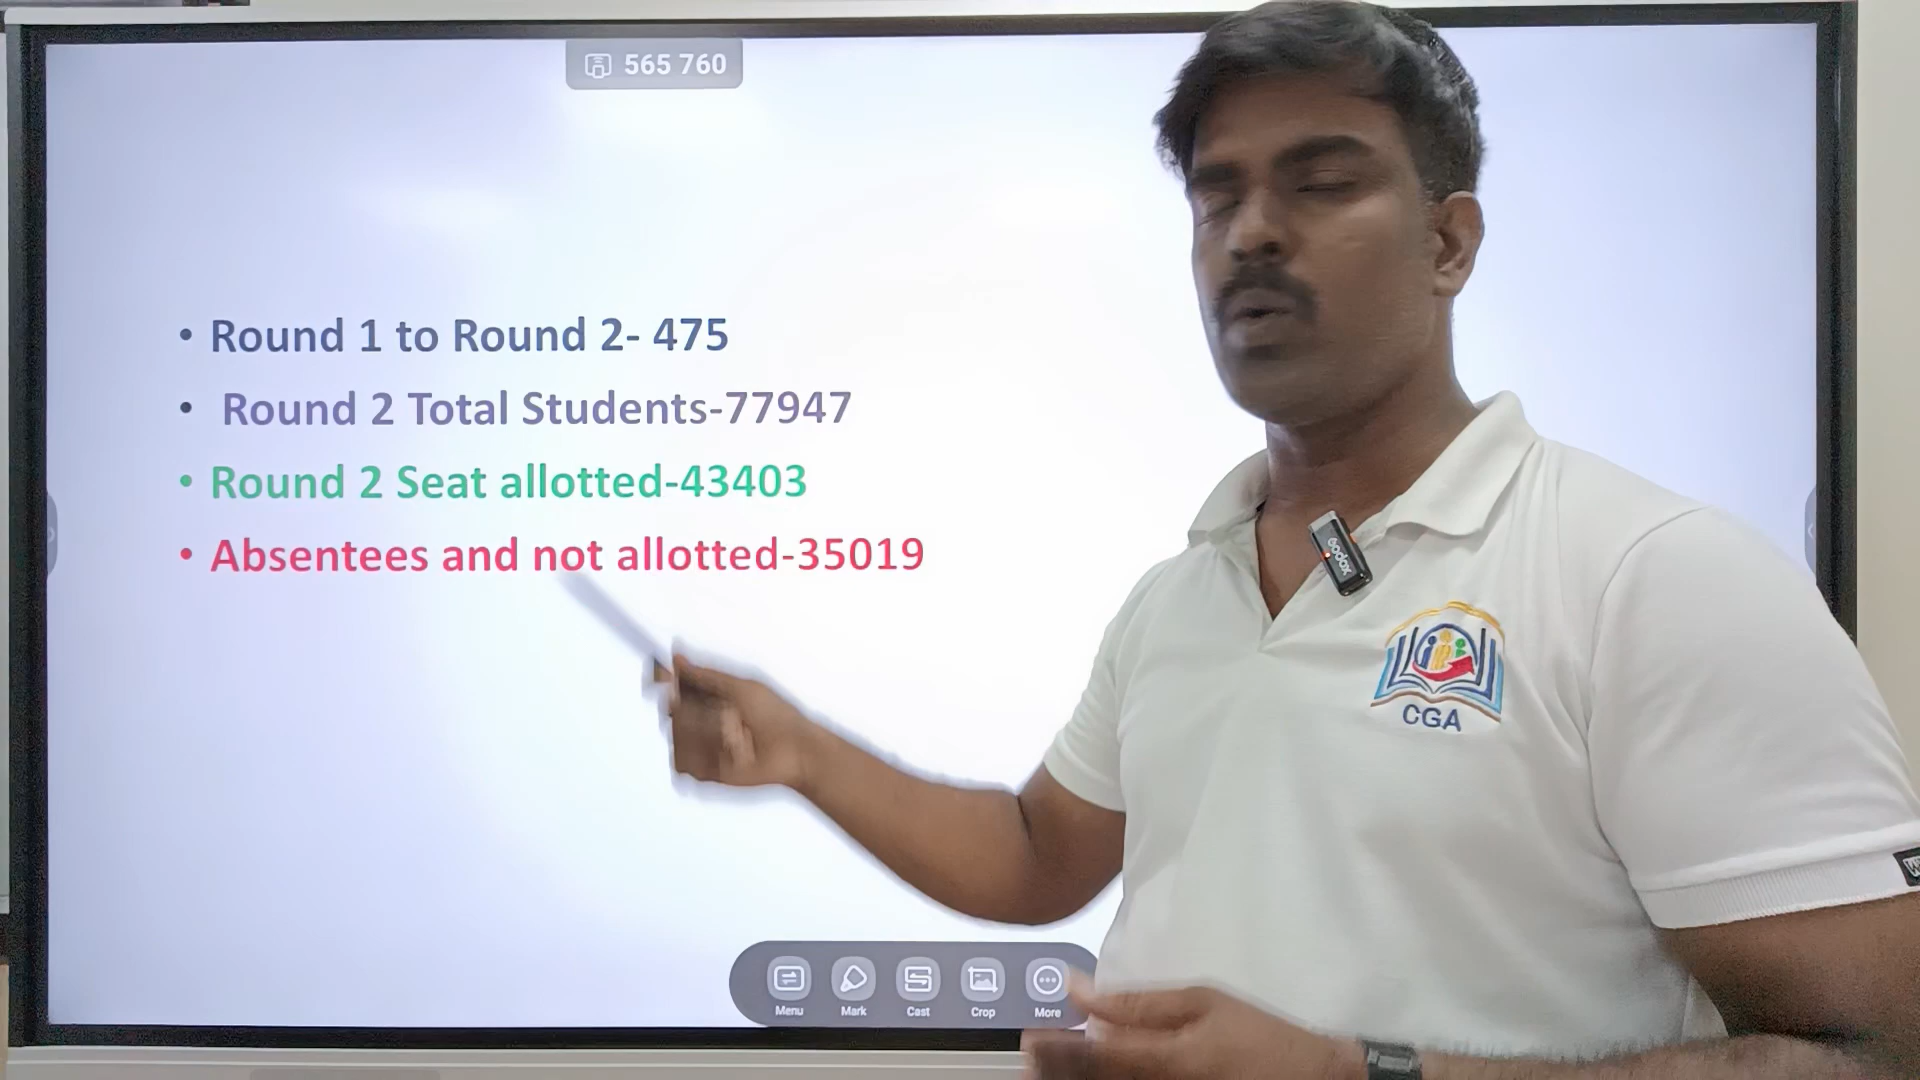 565 760
• Round 1 to Round 2- 475
• Round 2 Total Students-77947
• Round 2 Seat allotted-43403
• Absentees and not allotted-35019
Godox
CGA
Menu Mark Cast Crop More